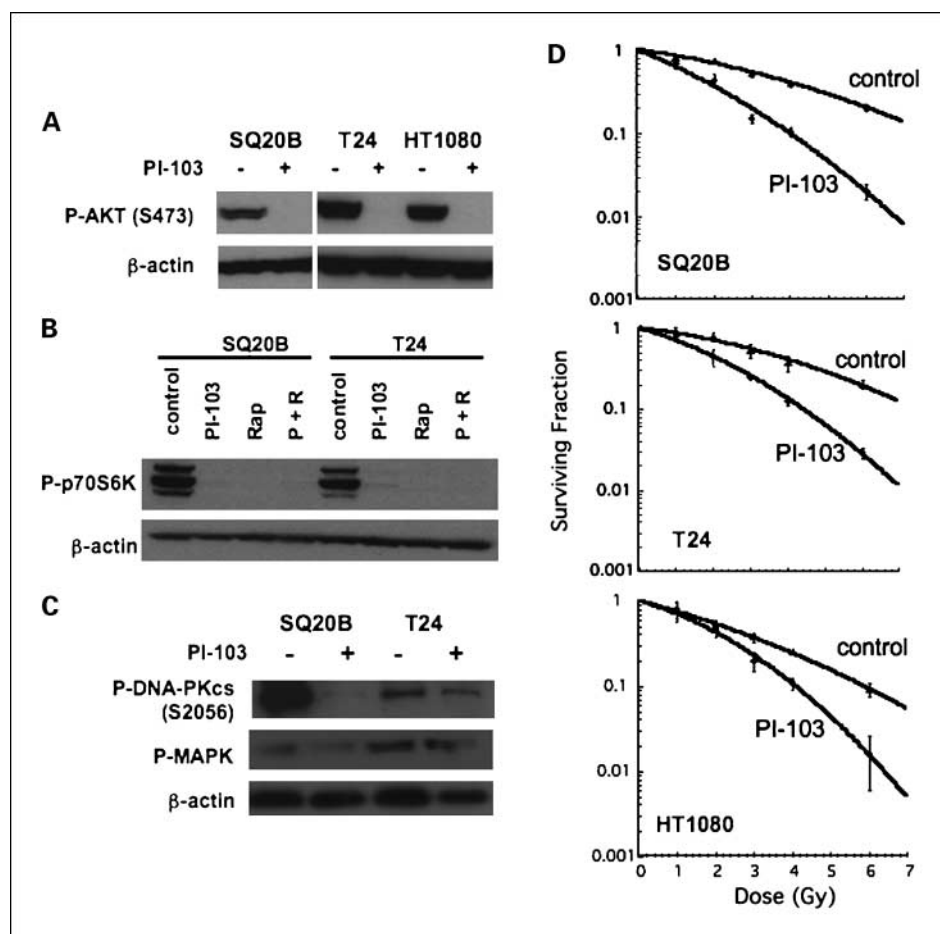 A
SQ20B T24 HT1080
PI-103 - + - + - +
P-AKT (S473)
β-actin
B
SQ20B T24
control PI-103 Rap P + R control PI-103 Rap P + R
P-p70S6K
β-actin
C
SQ20B T24
PI-103 - + - +
P-DNA-PKcs
(S2056)
P-MAPK
β-actin
D
Surviving Fraction
1
0.1
0.01
0.001
control
PI-103
SQ20B
1
0.1
0.01
0.001
control
PI-103
T24
1
0.1
0.01
0.001
control
PI-103
HT1080
0 1 2 3 4 5 6 7
Dose (Gy)